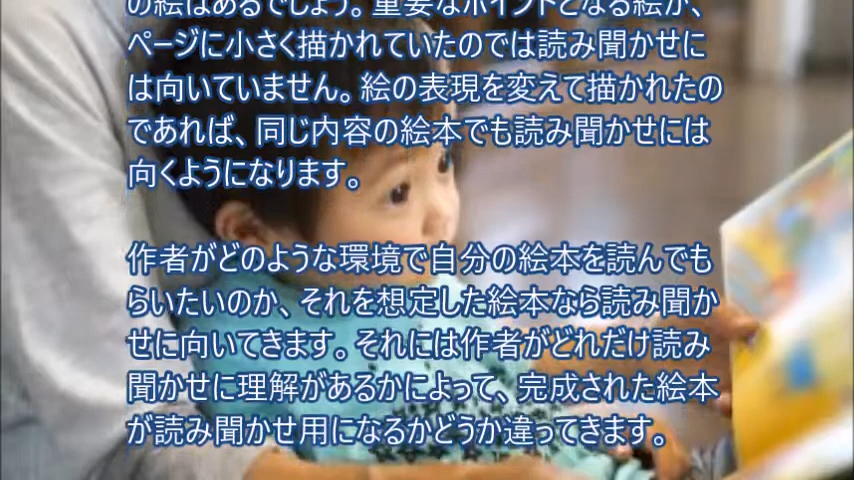 の絵はあるでしょう。重要なポイントとなる絵が、
ページに小さく描かれていたのでは読み聞かせに
は向いていません。絵の表現を変えて描かれたの
であれば、同じ内容の絵本でも読み聞かせには
向くようになります。
作者がどのような環境で自分の絵本を読んでも
らいたいのか、それを想定した絵本なら読み聞か
せに向いてきます。それには作者がどれだけ読み
聞かせに理解があるかによって、完成された絵本
が読み聞かせ用になるかどうか違ってきます。